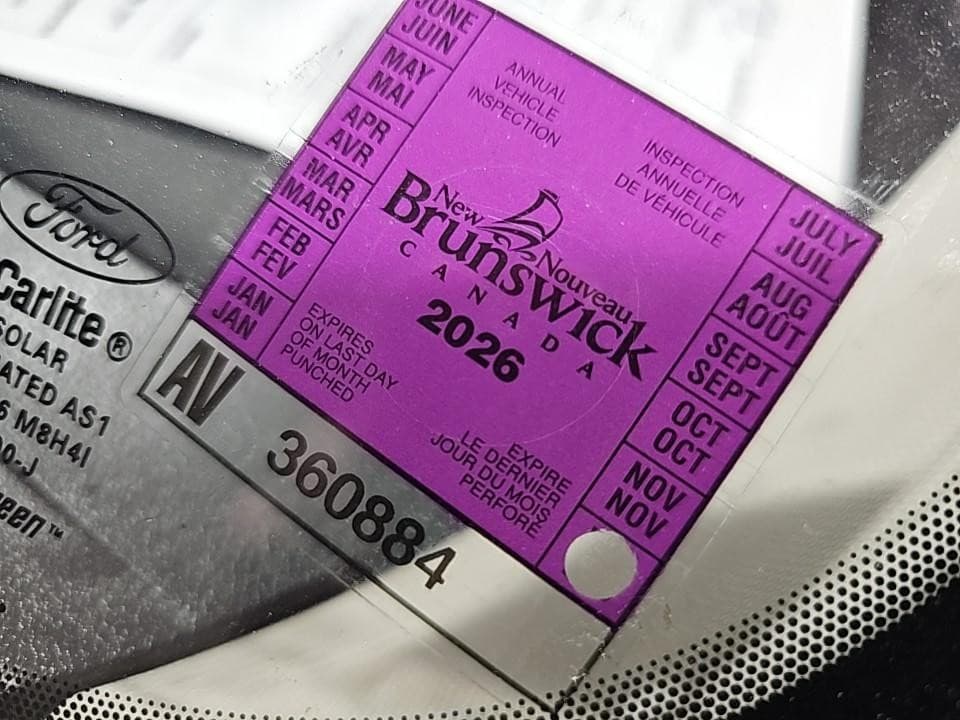 JUNE
JUIN
MAY
MAI
APR
AVR
MAR
MARS
FEB
FEV
JAN
JAN
ANNUAL
VEHICLE
INSPECTION
INSPECTION
ANNUELLE
DE VÉHICULE
New
Brunswick
Nouveau
CANADA
2026
EXPIRES
ON LAST DAY
OF MONTH
PUNCHED
EXPIRE
LE DERNIER
JOUR DU MOIS
PERFORÉ
JULY
JUIL
AUG
AOÛT
SEPT
SEPT
OCT
OCT
NOV
NOV
AV
360884
Ford
Carlite®
SOLAR
AS1
M8H4I